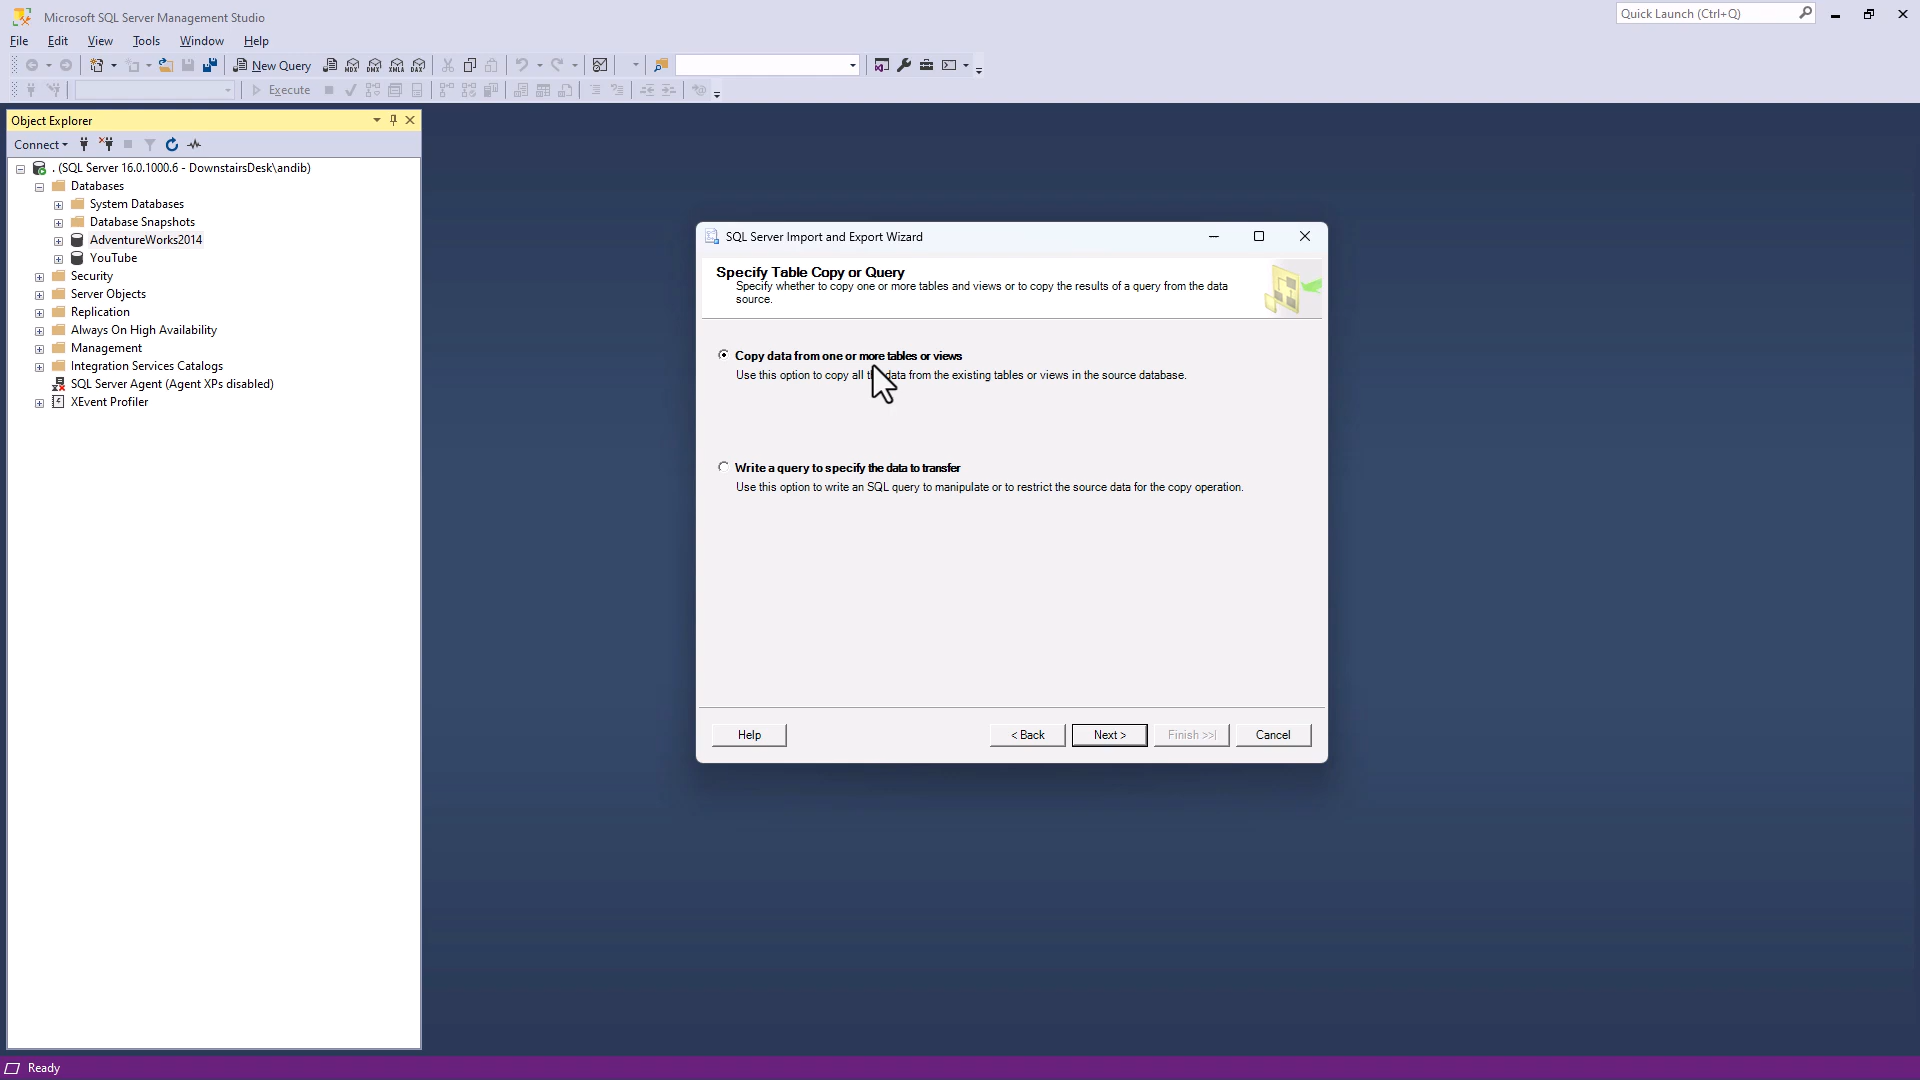 Microsoft SQL Server Management Studio
Quick Launch (Ctrl+Q)
File Edit View Tools Window Help
New Query
Execute
Object Explorer
Connect
. (SQL Server 16.0.1000.6 - DownstairsDesk\andib)
Databases
System Databases
Database Snapshots
AdventureWorks2014
YouTube
Security
Server Objects
Replication
Always On High Availability
Management
Integration Services Catalogs
SQL Server Agent (Agent XPs disabled)
XEvent Profiler
SQL Server Import and Export Wizard
Specify Table Copy or Query
Specify whether to copy one or more tables and views or to copy the results of a query from the data
source.
Copy data from one or more tables or views
Use this option to copy all data from the existing tables or views in the source database.
Write a query to specify the data to transfer
Use this option to write an SQL query to manipulate or to restrict the source data for the copy operation.
Help
< Back
Next >
Finish >>|
Cancel
Ready